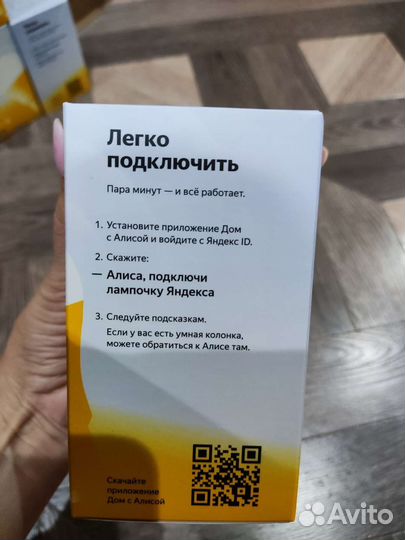 Легко
подключить
Пара минут — и всё работает.
1. Установите приложение Дом
с Алисой и войдите с Яндекс ID.
2. Скажите:
— Алиса, подключи
лампочку Яндекса
3. Следуйте подсказкам.
Если у вас есть умная колонка,
можете обратиться к Алисе там.
Скачайте
приложение
Дом с Алисой
Avito